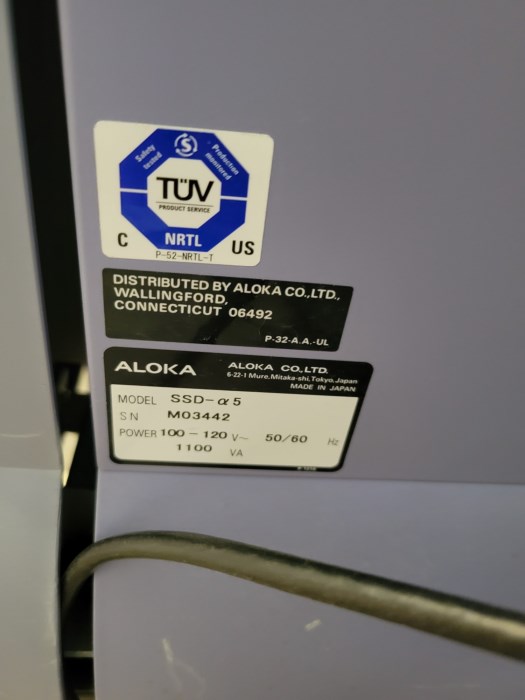 Safety tested
Production monitored
TÜV
PRODUCT SERVICE
NRTL
C US
P-52-NRTL-T
DISTRIBUTED BY ALOKA CO.,LTD.,
WALLINGFORD,
CONNECTICUT 06492
P-32-A.A.-UL
ALOKA ALOKA CO.,LTD.
6-22-1 Mure,Mitaka-shi,Tokyo,Japan
MADE IN JAPAN
MODEL SSD-α5
S N M03442
POWER 100 - 120 V~ 50/60 Hz
1100 VA